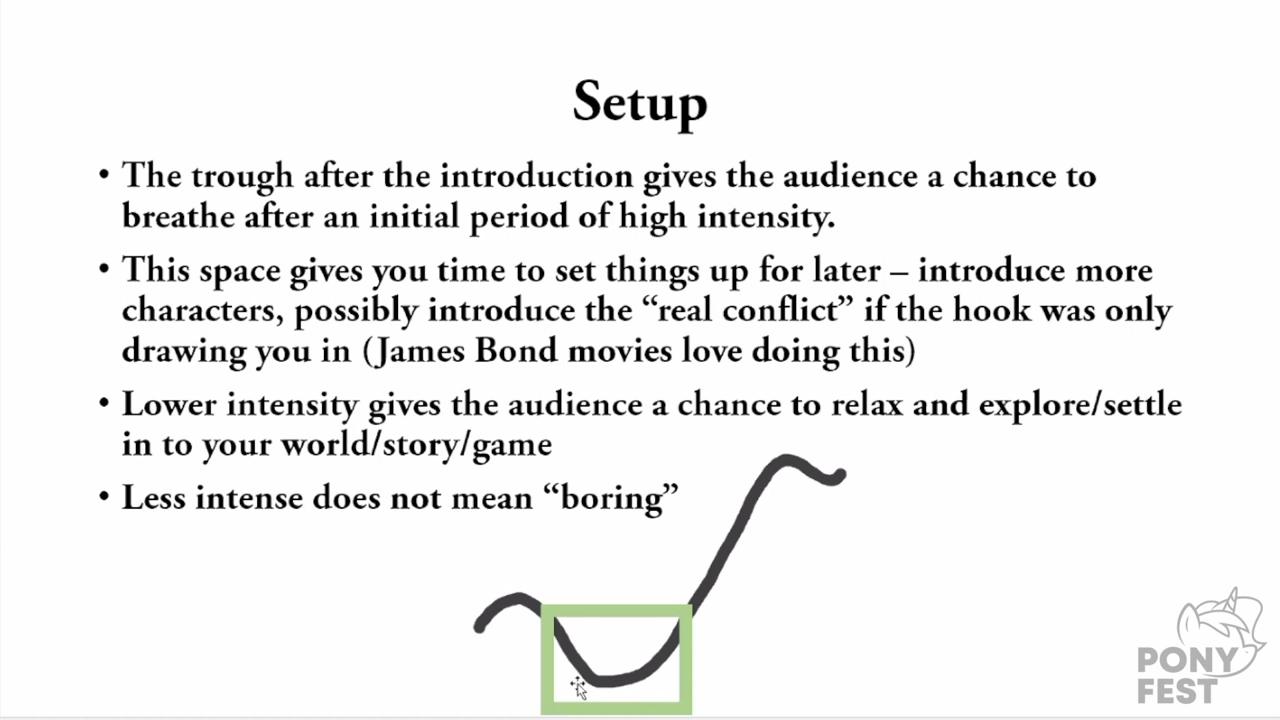 Setup
• The trough after the introduction gives the audience a chance to
breathe after an initial period of high intensity.
• This space gives you time to set things up for later – introduce more
characters, possibly introduce the “real conflict” if the hook was only
drawing you in (James Bond movies love doing this)
• Lower intensity gives the audience a chance to relax and explore/settle
in to your world/story/game
• Less intense does not mean “boring”
PONY
FEST